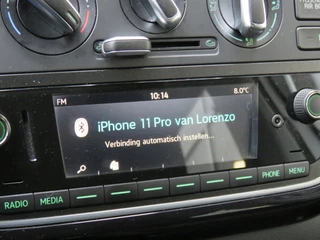 FM 10:14 8.0°C
iPhone 11 Pro van Lorenzo
Verbinding automatisch instellen...
RADIO MEDIA PHONE MENU